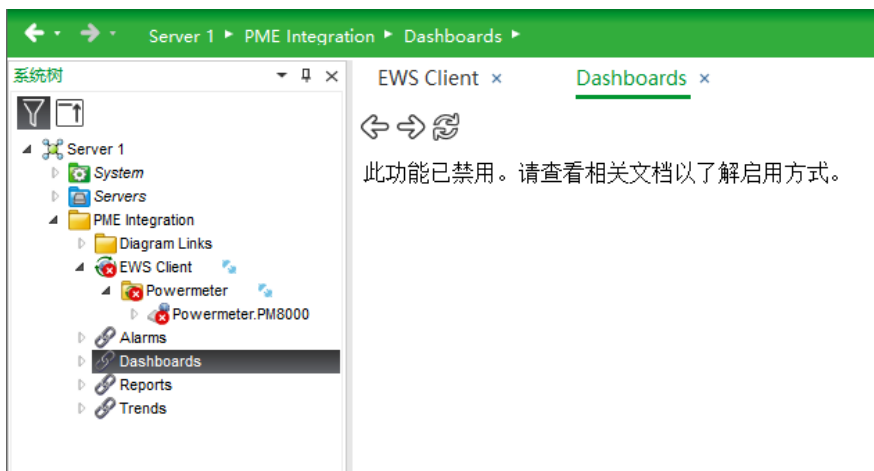 Server 1 ▸ PME Integration ▸ Dashboards ▸
系统树
EWS Client ×
Dashboards ×
此功能已禁用。请查看相关文档以了解启用方式。
Server 1
System
Servers
PME Integration
Diagram Links
EWS Client
Powermeter
Powermeter.PM8000
Alarms
Dashboards
Reports
Trends